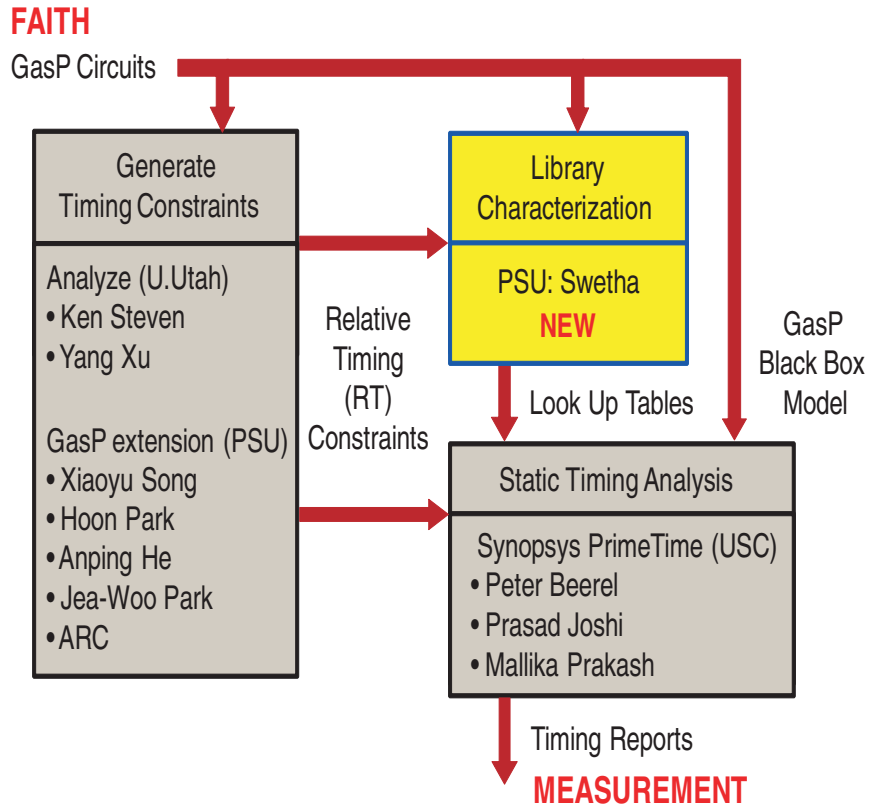 FAITH
GasP Circuits
Generate
Timing Constraints
Analyze (U.Utah)
• Ken Steven
• Yang Xu
GasP extension (PSU)
• Xiaoyu Song
• Hoon Park
• Anping He
• Jea-Woo Park
• ARC
Relative
Timing
(RT)
Constraints
Library
Characterization
PSU: Swetha
NEW
Look Up Tables
GasP
Black Box
Model
Static Timing Analysis
Synopsys PrimeTime (USC)
• Peter Beerel
• Prasad Joshi
• Mallika Prakash
Timing Reports
MEASUREMENT